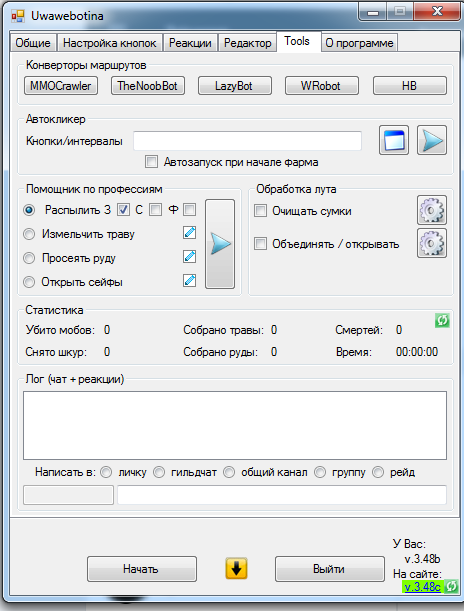 Uwawebotina
Общие Настройка кнопок Реакции Редактор Tools О программе
Конверторы маршрутов
MMOCrawler TheNoobBot LazyBot WRobot HB
Автокликер
Кнопки/интервалы
Автозапуск при начале фарма
Помощник по профессиям Обработка лута
Распылить З С Ф Очищать сумки
Измельчить траву
Объединять / открывать
Просеять руду
Открыть сейфы
Статистика
Убито мобов: 0 Собрано травы: 0 Смертей: 0
Снято шкур: 0 Собрано руды: 0 Время: 00:00:00
Лог (чат + реакции)
Написать в: личку гильдчат общий канал группу рейд
У Вас:
v.3.48b
Начать Выйти
На сайте:
v.3.48c